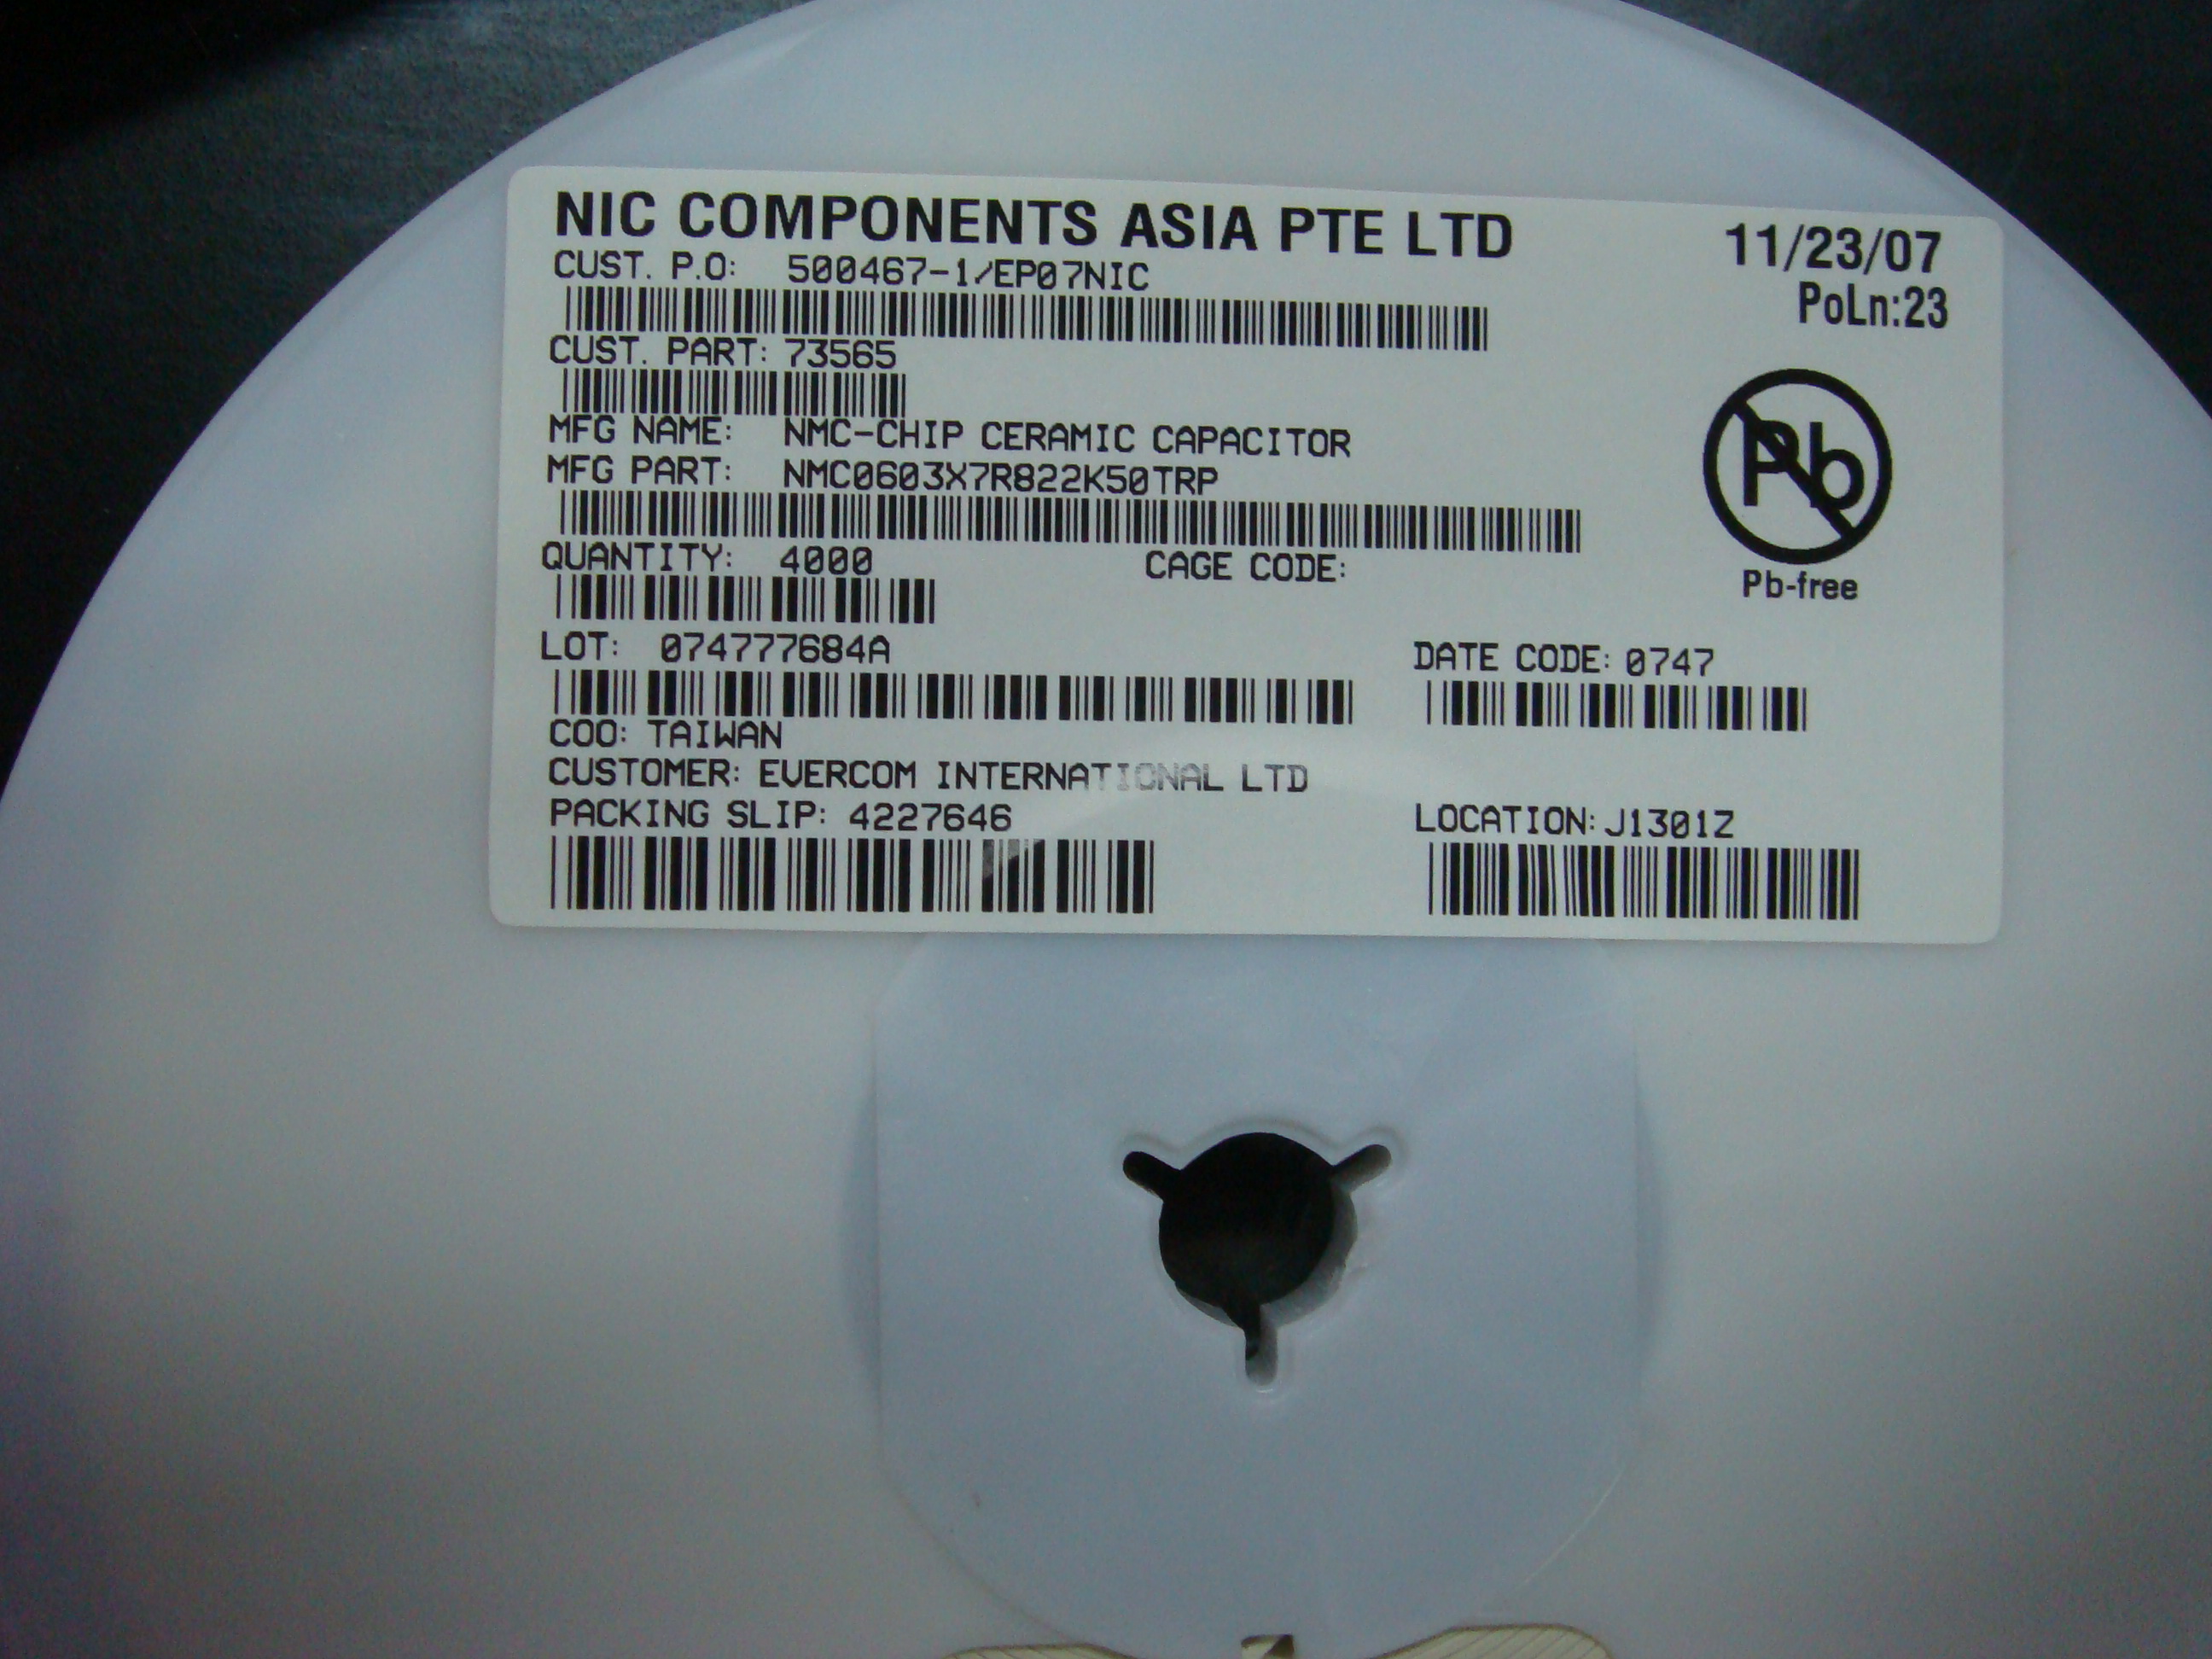 NIC COMPONENTS ASIA PTE LTD
11/23/07
CUST. P.O: 500467-1/EP07NIC
PoLn:23
CUST. PART: 73565
MFG NAME: NMC-CHIP CERAMIC CAPACITOR
MFG PART: NMC0603X7R822K50TRP
Pb
Pb-free
QUANTITY: 4000 CAGE CODE:
LOT: 074777684A DATE CODE: 0747
COO: TAIWAN
CUSTOMER: EVERCOM INTERNATIONAL LTD
PACKING SLIP: 4227646 LOCATION: J1301Z